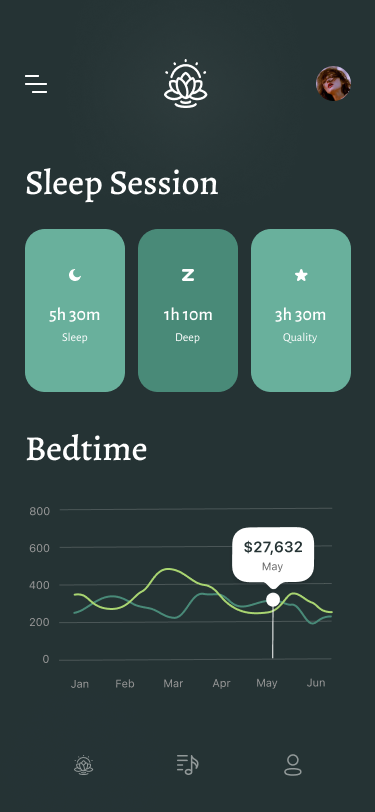 Sleep Session
5h 30m
1h 10m
3h 30m
Sleep
Deep
Quality
Bedtime
800
600
400
200
0
$27,632
May
Jan
Feb
Mar
Apr
May
Jun